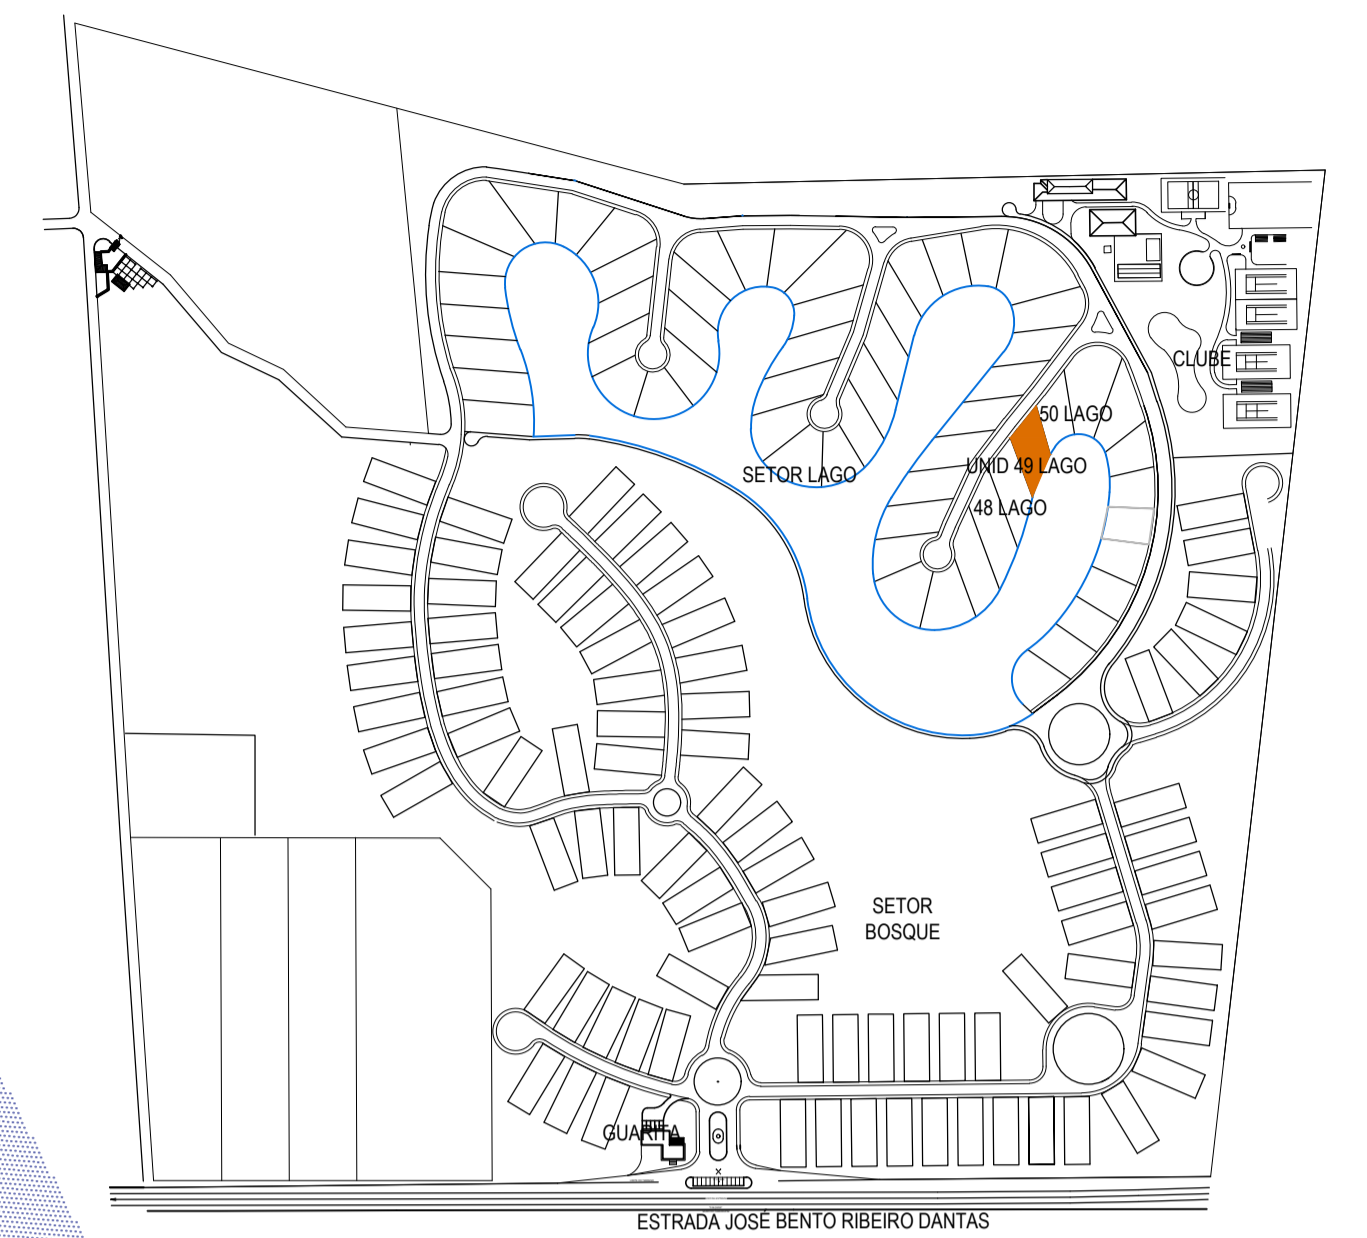 CLUBE
50 LAGO
UNID 49 LAGO
SETOR LAGO
48 LAGO
SETOR
BOSQUE
GUARITA
ESTRADA JOSÉ BENTO RIBEIRO DANTAS